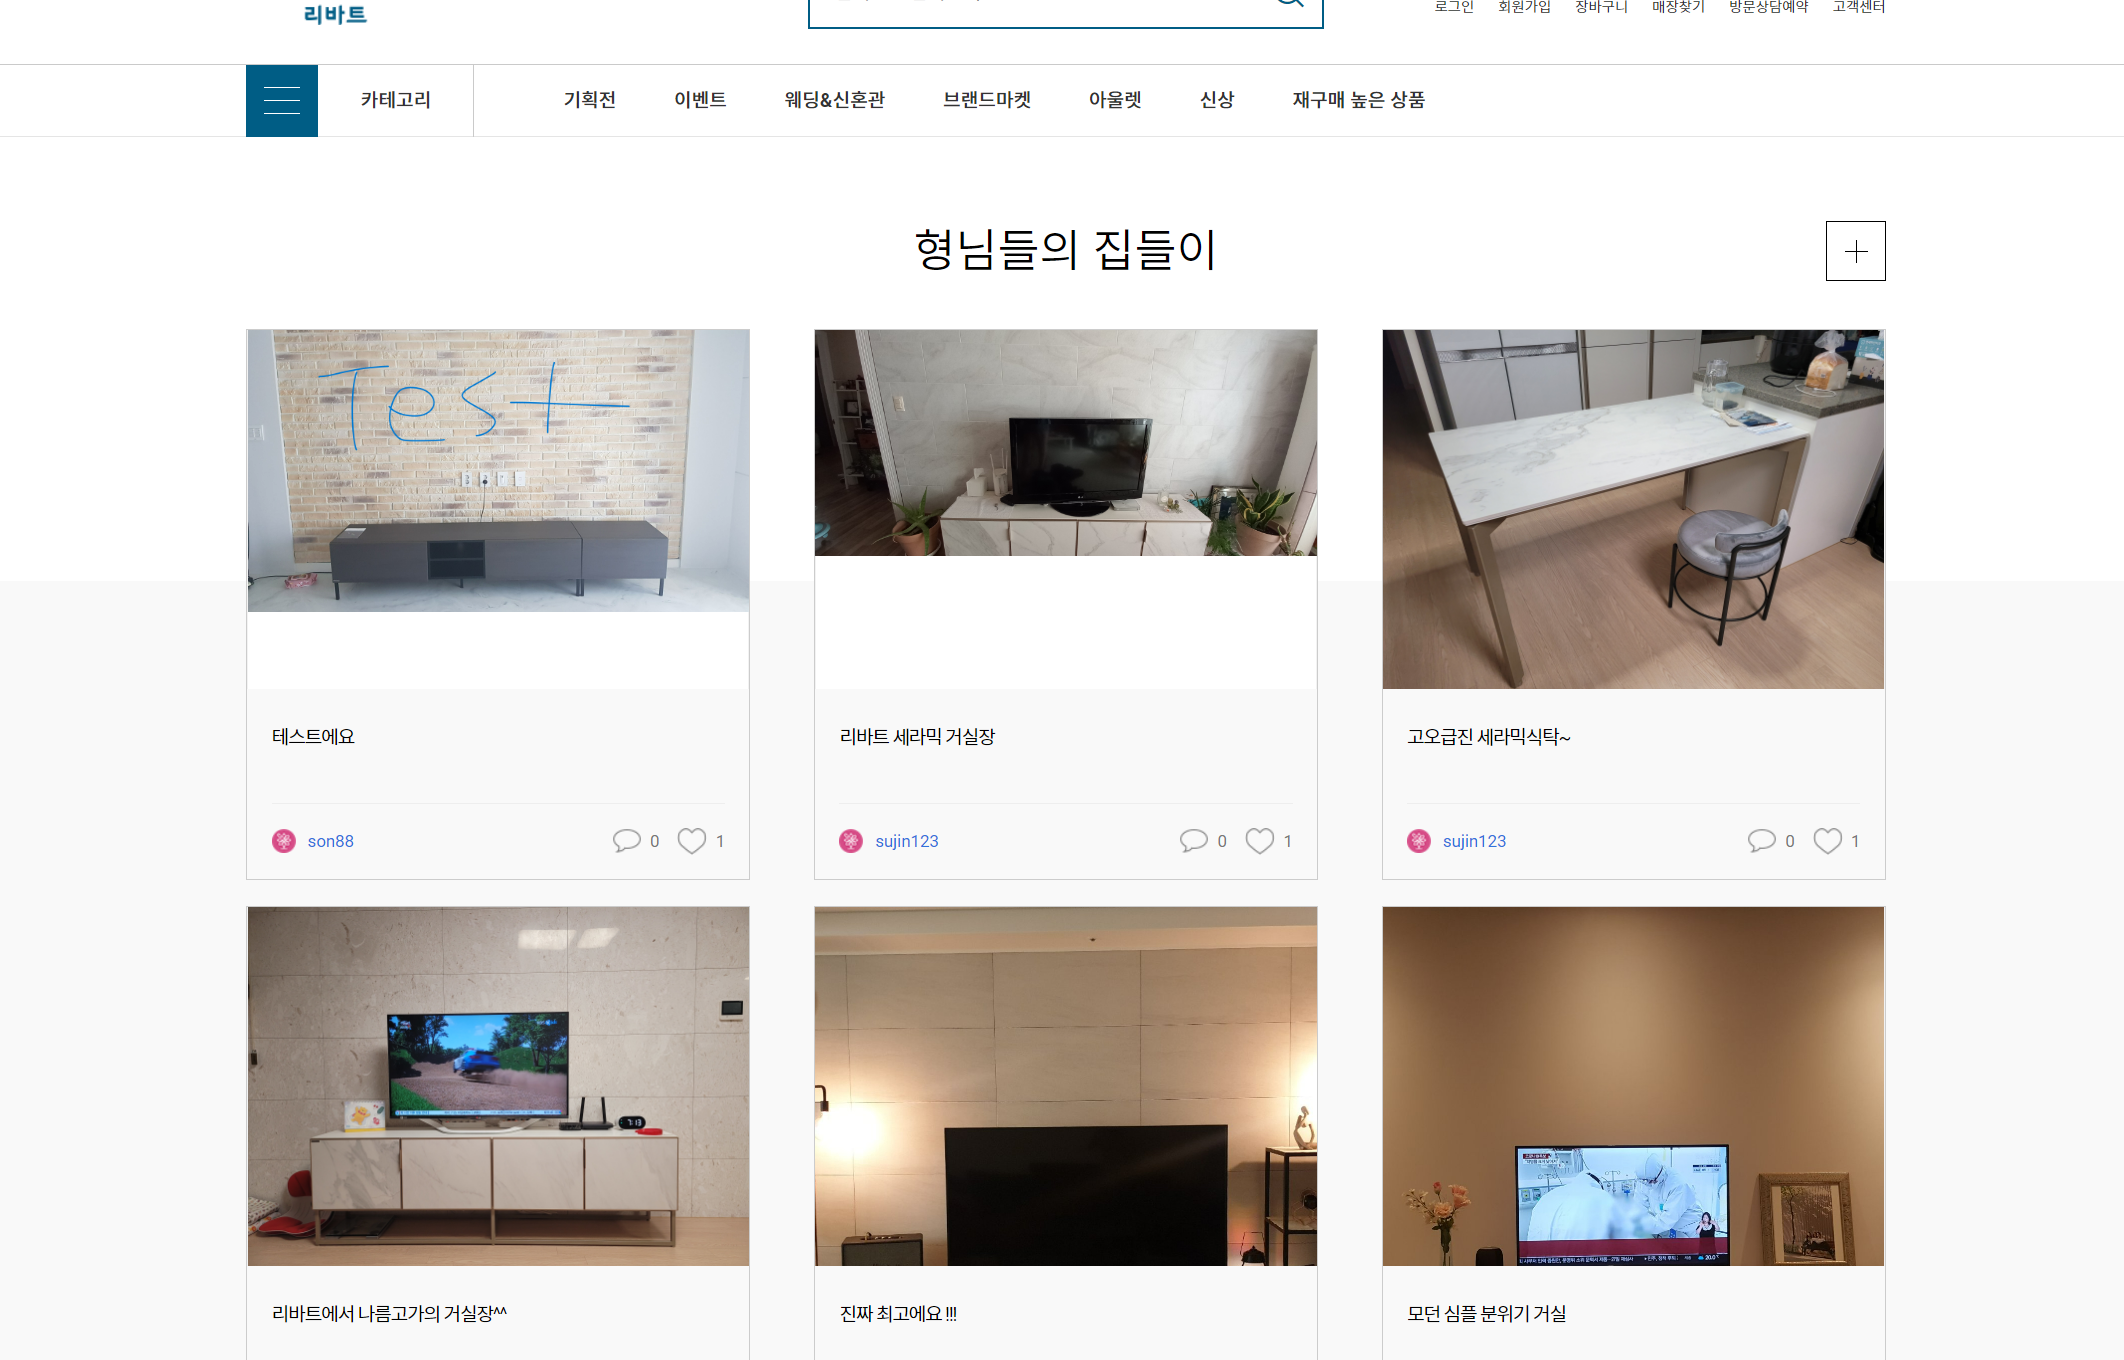 리바트
로그인 회원가입 장바구니 매장찾기 방문상담예약 고객센터
카테고리 기획전 이벤트 웨딩&신혼관 브랜드마켓 아울렛 신상 재구매 높은 상품
형님들의 집들이
Test
테스트에요
리바트 세라믹 거실장
고오급진 세라믹식탁~
son88 0 1
sujin123 0 1
sujin123 0 1
7:13
20.0
리바트에서 나름고가의 거실장^^
진짜 최고에요 !!!
모던 심플 분위기 거실